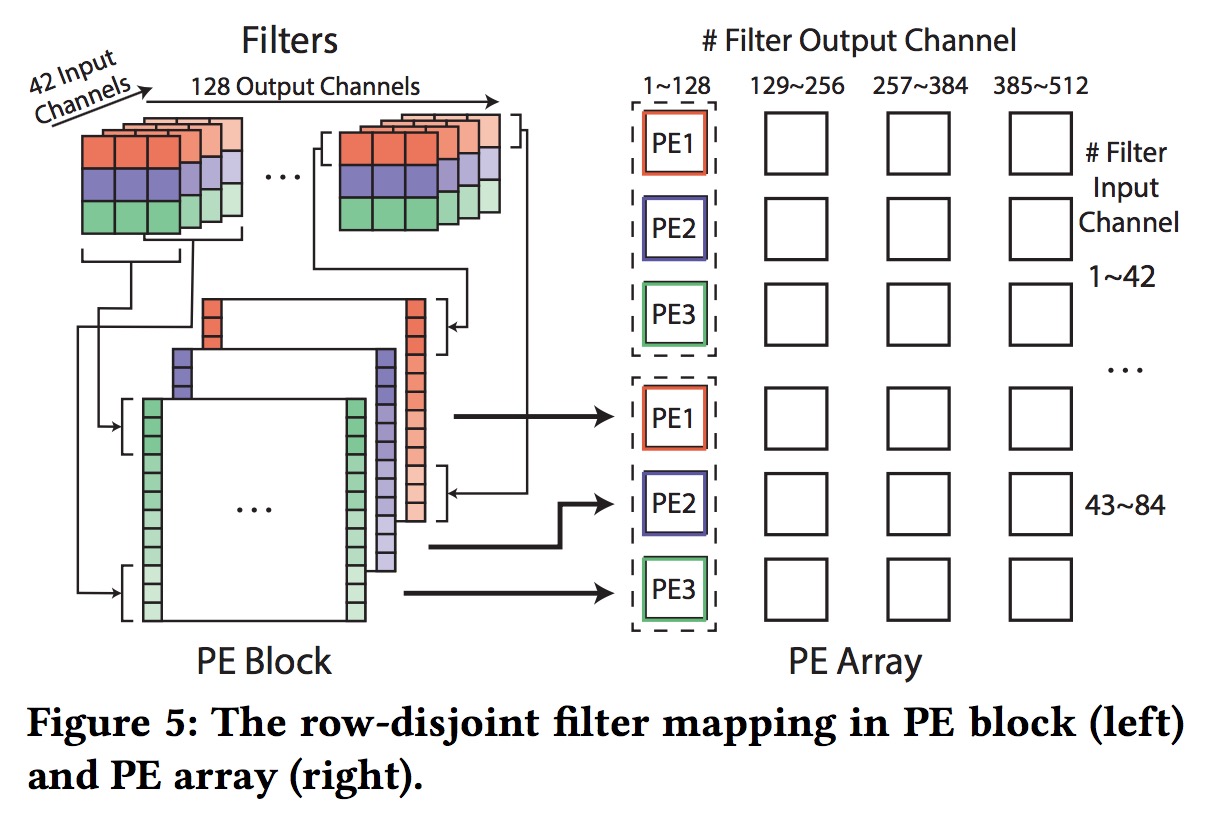 Filters
# Filter Output Channel
42 Input
Channels
128 Output Channels
1~128
129~256
257~384
385~512
...
PE1
PE2
PE3
# Filter
Input
Channel
1~42
...
PE1
PE2
PE3
43~84
...
PE Block
PE Array
Figure 5: The row-disjoint filter mapping in PE block (left)
and PE array (right).